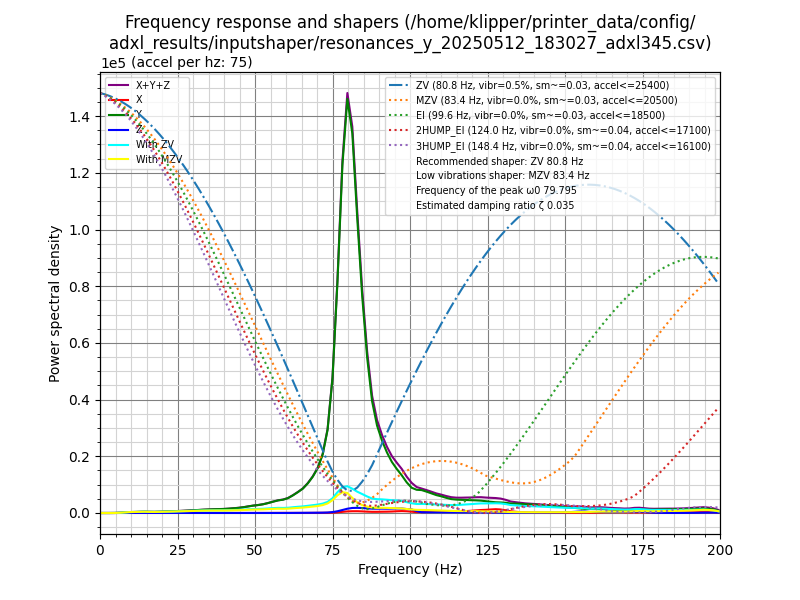 Frequency response and shapers (/home/klipper/printer_data/config/
adxl_results/inputshaper/resonances_y_20250512_183027_adxl345.csv)
1e5 (accel per hz: 75)
X+Y+Z
X
Y
Z
With ZV
With MZV
ZV (80.8 Hz, vibr=0.5%, sm~=0.03, accel<=25400)
MZV (83.4 Hz, vibr=0.0%, sm~=0.03, accel<=20500)
EI (99.6 Hz, vibr=0.0%, sm~=0.03, accel<=18500)
2HUMP_EI (124.0 Hz, vibr=0.0%, sm~=0.04, accel<=17100)
3HUMP_EI (148.4 Hz, vibr=0.0%, sm~=0.04, accel<=16100)
Recommended shaper: ZV 80.8 Hz
Low vibrations shaper: MZV 83.4 Hz
Frequency of the peak ω0 79.795
Estimated damping ratio ζ 0.035
Power spectral density
1.4
1.2
1.0
0.8
0.6
0.4
0.2
0.0
0 25 50 75 100 125 150 175 200
Frequency (Hz)